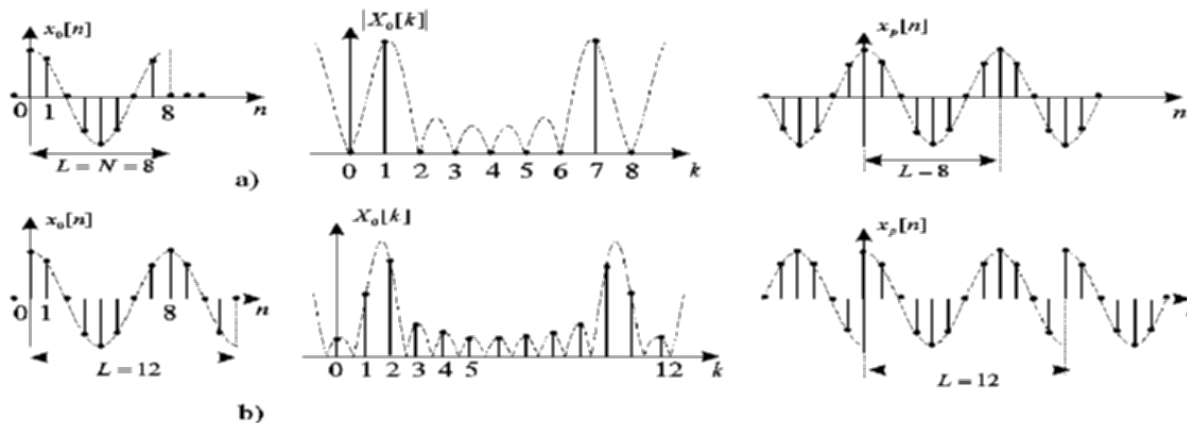 x₀[n]
0 1 8 n
L = N = 8
a)
|X₀[k]|
0 1 2 3 4 5 6 7 8 k
xₚ[n]
n
L = 8
x₀[n]
0 1 8 n
L = 12
b)
X₀[k]
0 1 2 3 4 5 12 k
xₚ[n]
L = 12